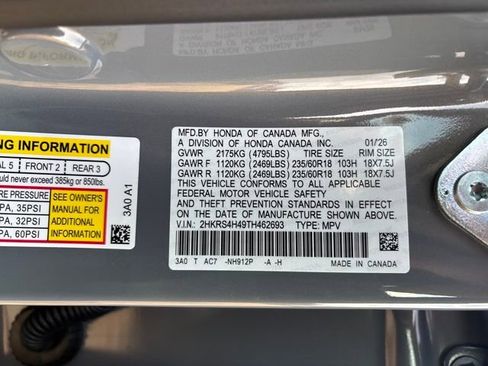 NG INFORMATION
AL 5 FRONT 2 REAR 3
ould never exceed 385kg or 850lbs.
RE PRESSURE
PA, 35PSI
PA, 32PSI
PA, 60PSI
SEE OWNER'S
MANUAL FOR
ADDITIONAL
INFORMATION
3A0 A1
MFD.BY HONDA OF CANADA MFG.,
A DIVISION OF HONDA CANADA INC. 01/26
GVWR 2175KG (4795LBS) TIRE SIZE RIM SIZE
GAWR F 1120KG (2469LBS) 235/60R18 103H 18X7.5J
GAWR R 1120KG (2469LBS) 235/60R18 103H 18X7.5J
THIS VEHICLE CONFORMS TO ALL APPLICABLE
FEDERAL MOTOR VEHICLE SAFETY
AND THEFT PREVENTION STANDARDS IN EFFECT
ON THE DATE OF MANUFACTURE SHOWN ABOVE.
V.I.N.: 2HKRS4H49TH462693 TYPE: MPV
3A0 T AC7 -NH912P -A -H MADE IN CANADA